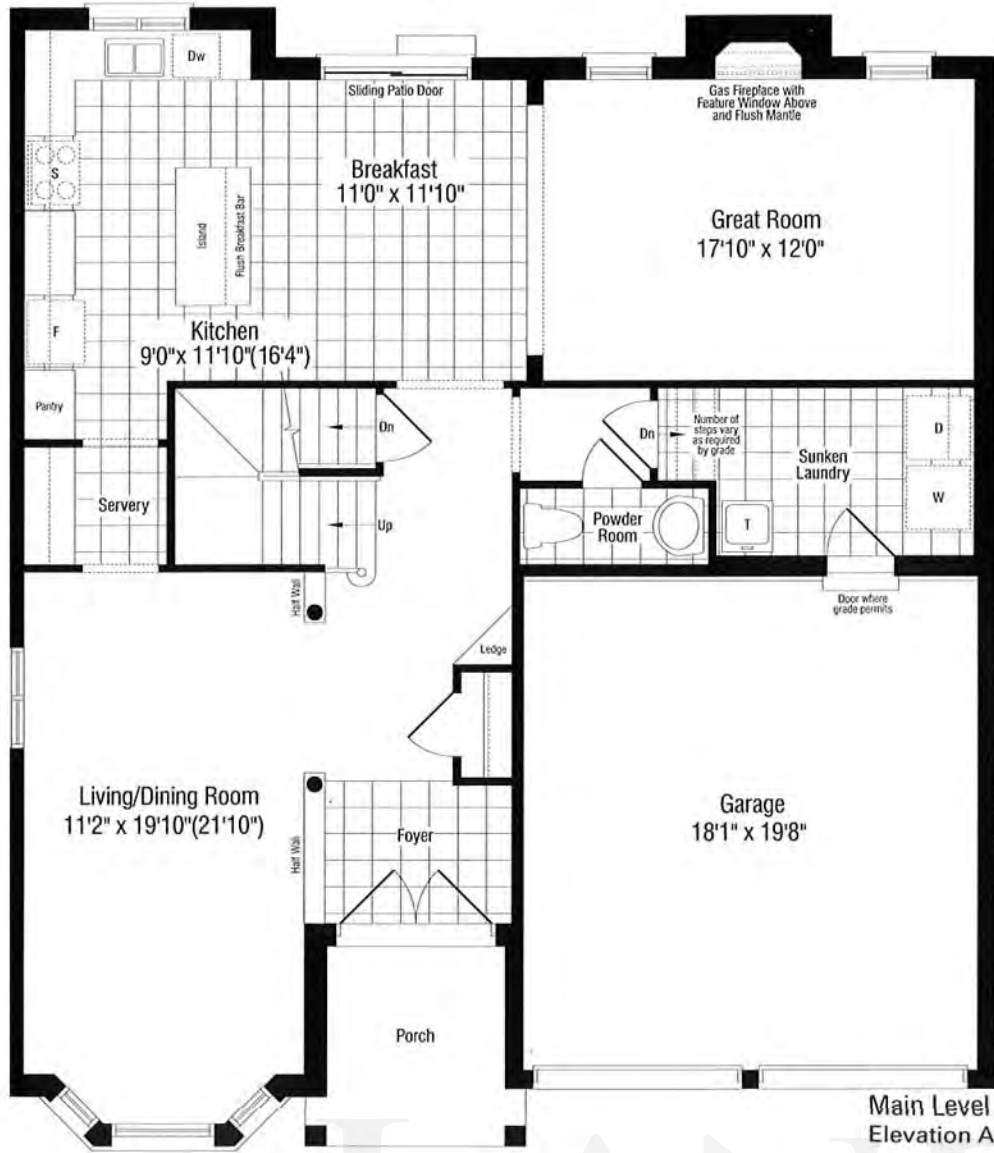 Dw
Sliding Patio Door
Gas Fireplace with
Feature Window Above
and Flush Mantle
S
Breakfast
11'0" x 11'10"
Island
Flush Breakfast Bar
Great Room
17'10" x 12'0"
F
Kitchen
9'0"x 11'10"(16'4")
Pantry
Dn
Dn
Number of
steps vary
as required
by grade
D
Sunken
Laundry
W
Servery
Up
Powder
Room
T
Half Wall
Door where
grade permits
Ledge
Living/Dining Room
11'2" x 19'10"(21'10")
Half Wall
Foyer
Garage
18'1" x 19'8"
Porch
Main Level
Elevation A